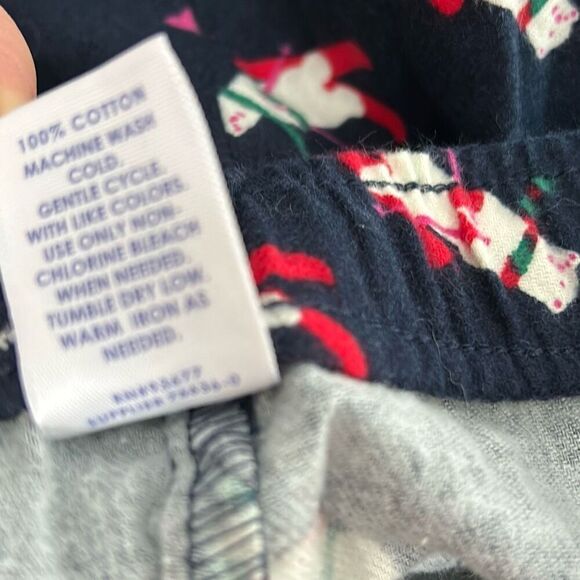 100% COTTON
MACHINE WASH
COLD.
GENTLE CYCLE.
WITH LIKE COLORS.
USE ONLY NON-
CHLORINE BLEACH
WHEN NEEDED.
TUMBLE DRY LOW.
WARM IRON AS
NEEDED.